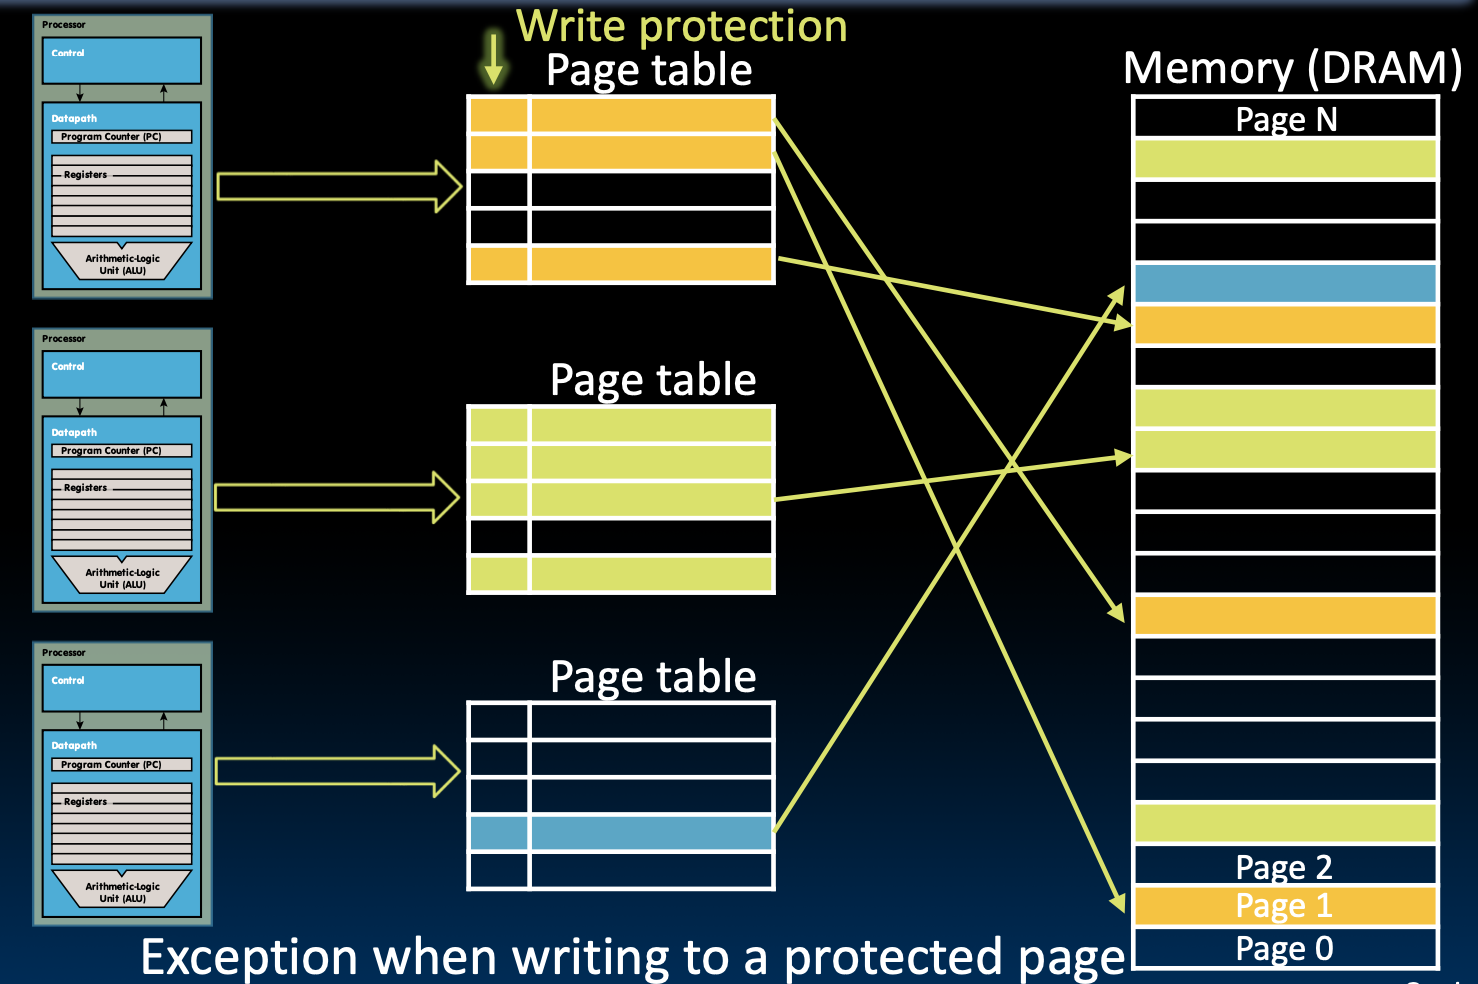 Write protection
Page table
Memory (DRAM)
Processor
Control
Datapath
Program Counter (PC)
Registers
Arithmetic-Logic
Unit (ALU)
Page table
Processor
Control
Datapath
Program Counter (PC)
Registers
Arithmetic-Logic
Unit (ALU)
Page table
Processor
Control
Datapath
Program Counter (PC)
Registers
Arithmetic-Logic
Unit (ALU)
Page N
Page 2
Page 1
Page 0
Exception when writing to a protected page